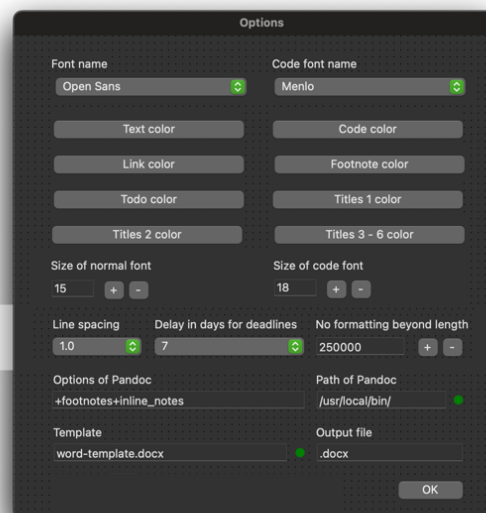 Options
Font name Code font name
Open Sans Menlo
Text color Code color
Link color Footnote color
Todo color Titles 1 color
Titles 2 color Titles 3 - 6 color
Size of normal font Size of code font
15 + - 18 + -
Line spacing Delay in days for deadlines No formatting beyond length
1.0 7 250000 + -
Options of Pandoc Path of Pandoc
+footnotes+inline_notes /usr/local/bin/
Template Output file
word-template.docx .docx
OK